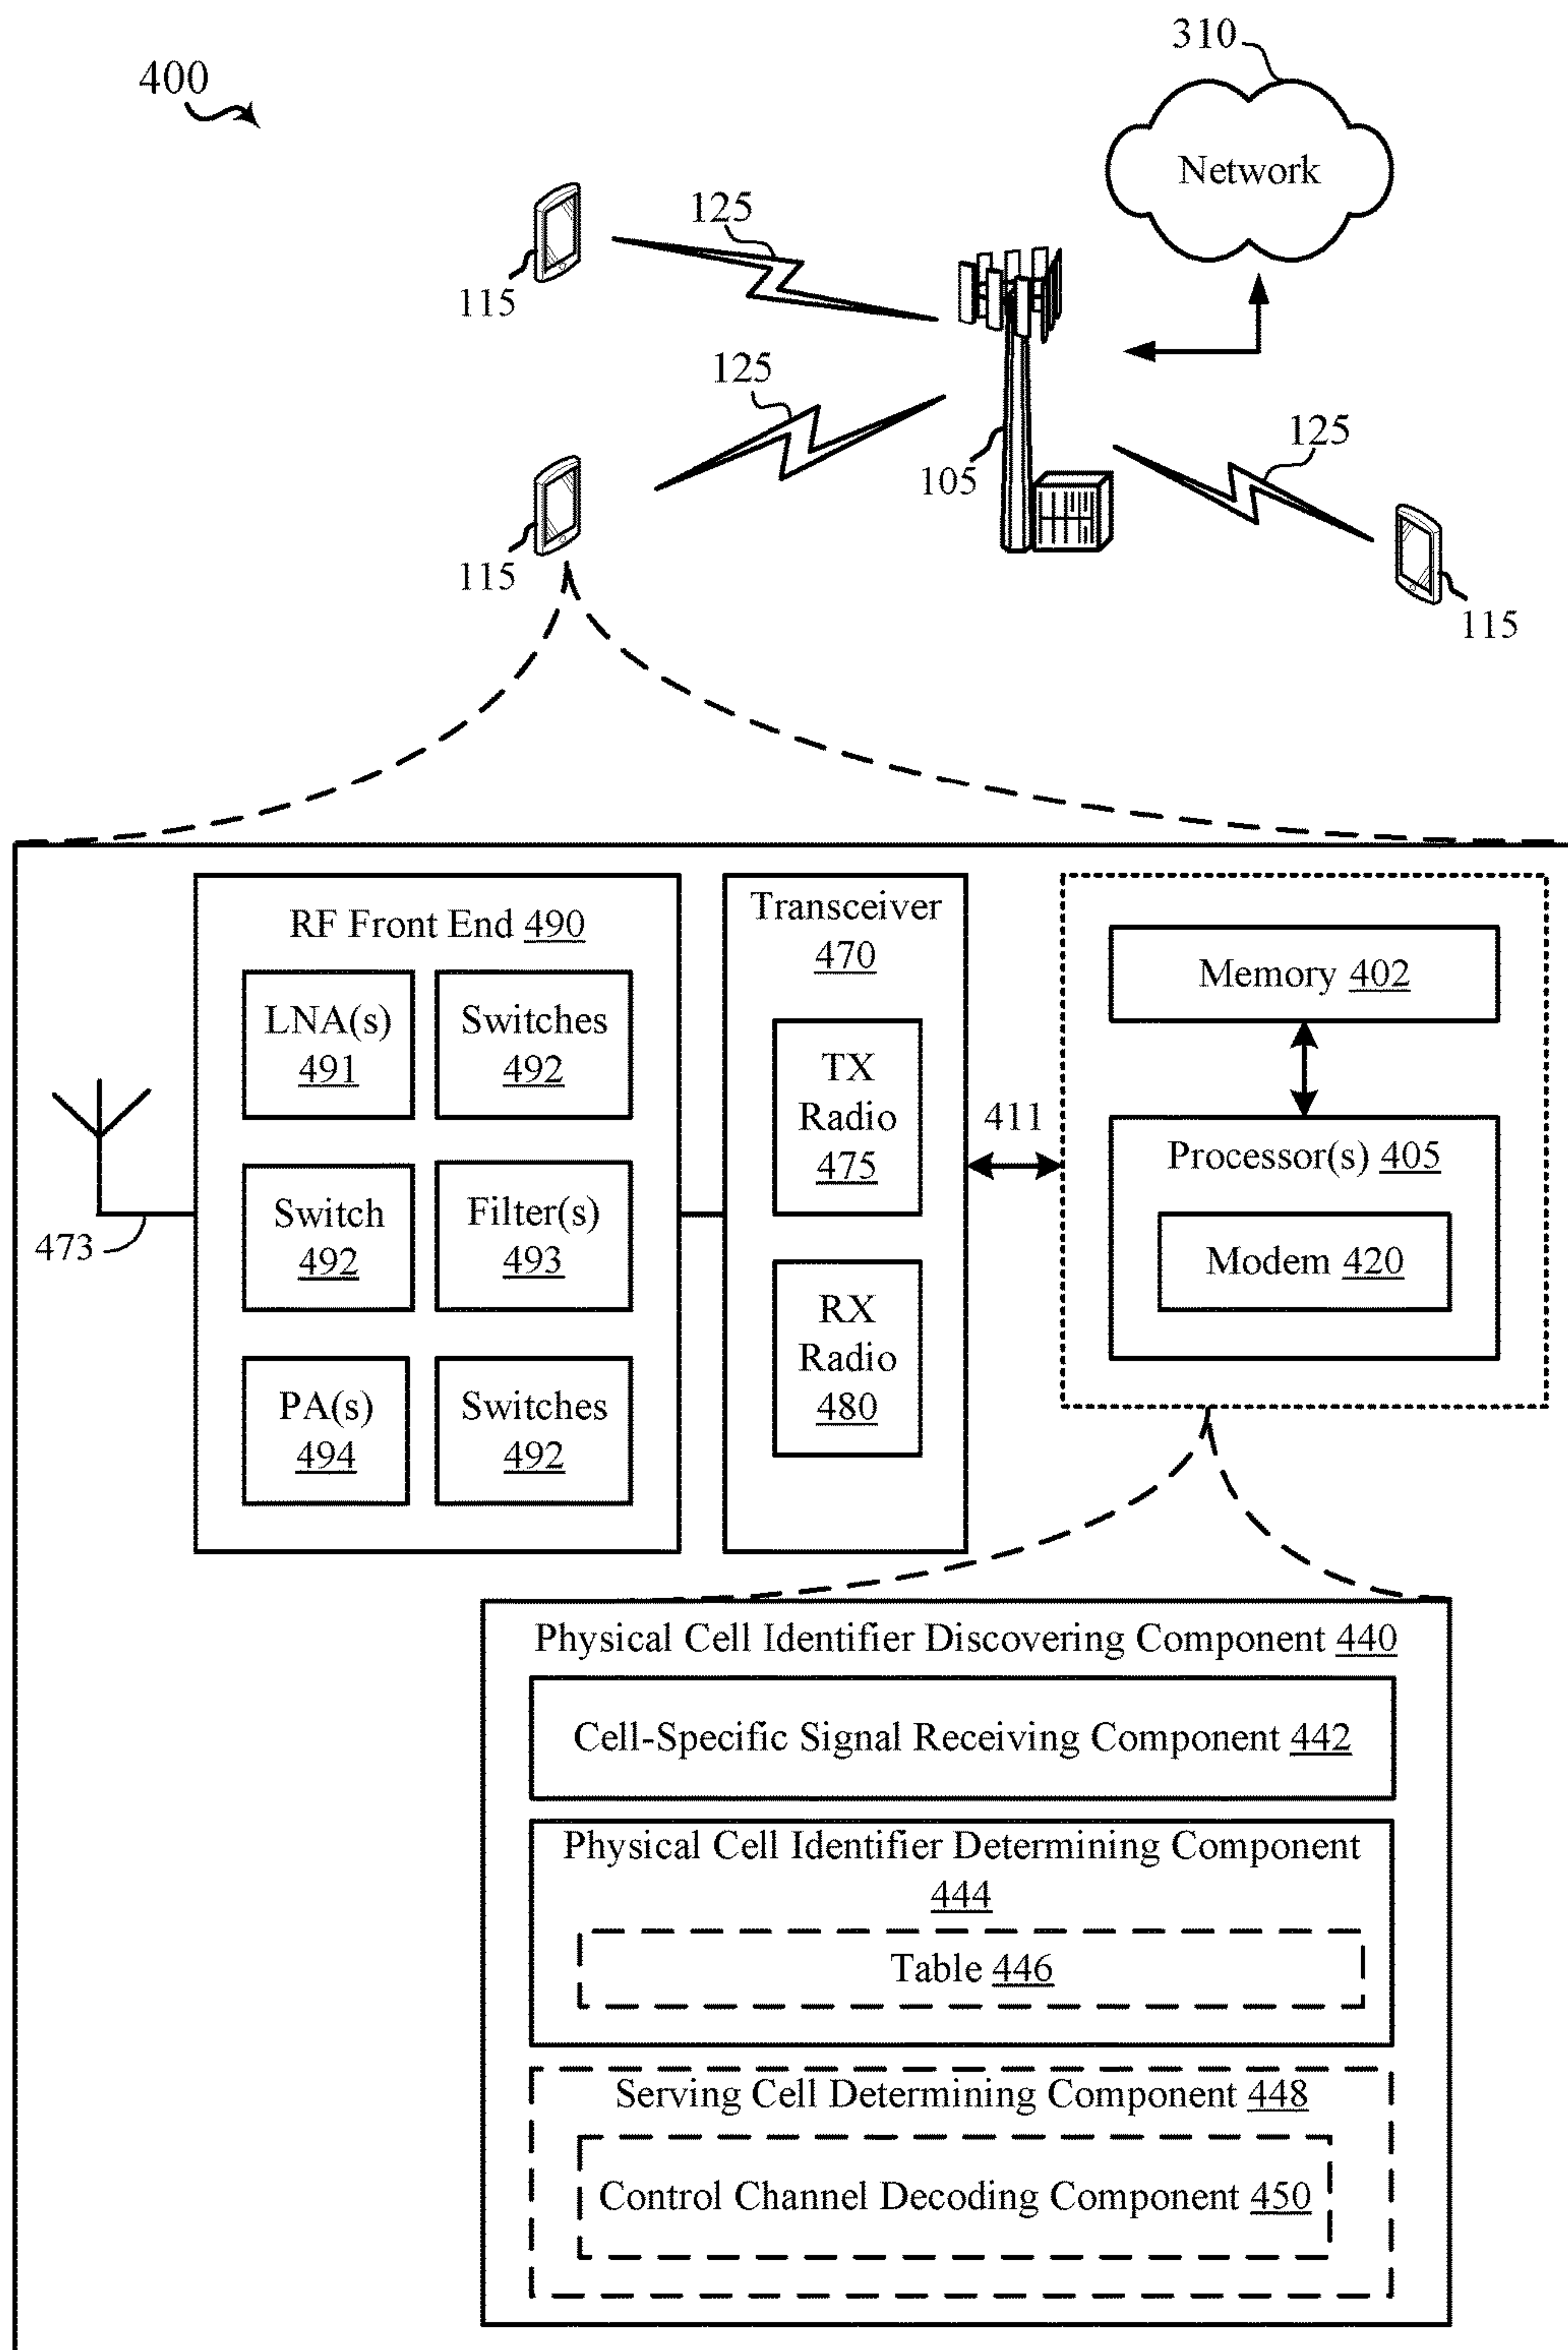 310
400
Network
125
115
125
105
125
115
115
RF Front End 490
LNA(s)
491
Switches
492
Switch
492
Filter(s)
493
PA(s)
494
Switches
492
473
Transceiver
470
TX
Radio
475
RX
Radio
480
411
Memory 402
Processor(s) 405
Modem 420
Physical Cell Identifier Discovering Component 440
Cell-Specific Signal Receiving Component 442
Physical Cell Identifier Determining Component
444
Table 446
Serving Cell Determining Component 448
Control Channel Decoding Component 450